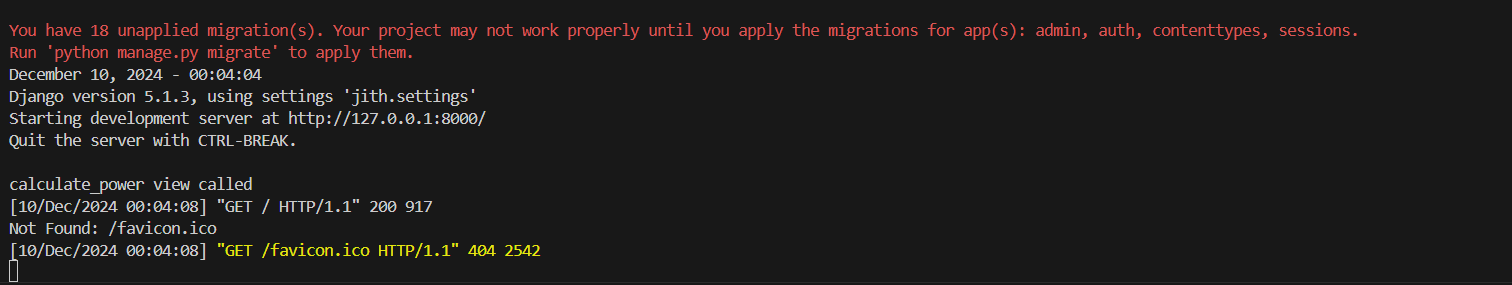 You have 18 unapplied migration(s). Your project may not work properly until you apply the migrations for app(s): admin, auth, contenttypes, sessions.
Run 'python manage.py migrate' to apply them.
December 10, 2024 - 00:04:04
Django version 5.1.3, using settings 'jith.settings'
Starting development server at http://127.0.0.1:8000/
Quit the server with CTRL-BREAK.
calculate_power view called
[10/Dec/2024 00:04:08] "GET / HTTP/1.1" 200 917
Not Found: /favicon.ico
[10/Dec/2024 00:04:08] "GET /favicon.ico HTTP/1.1" 404 2542